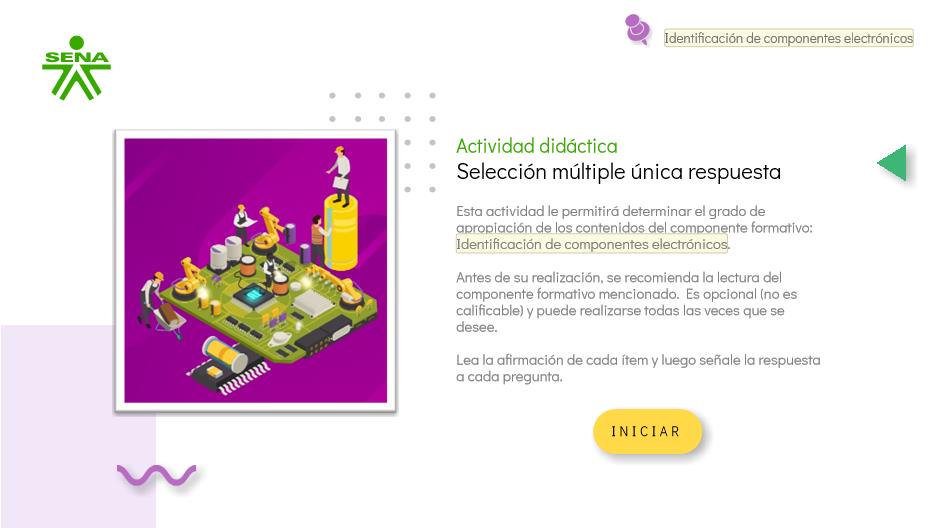 SENA
Identificación de componentes electrónicos
Actividad didáctica
Selección múltiple única respuesta
Esta actividad le permitirá determinar el grado de
apropiación de los contenidos del componente formativo:
Identificación de componentes electrónicos.
Antes de su realización, se recomienda la lectura del
componente formativo mencionado. Es opcional (no es
calificable) y puede realizarse todas las veces que se
desee.
Lea la afirmación de cada ítem y luego señale la respuesta
a cada pregunta.
INICIAR